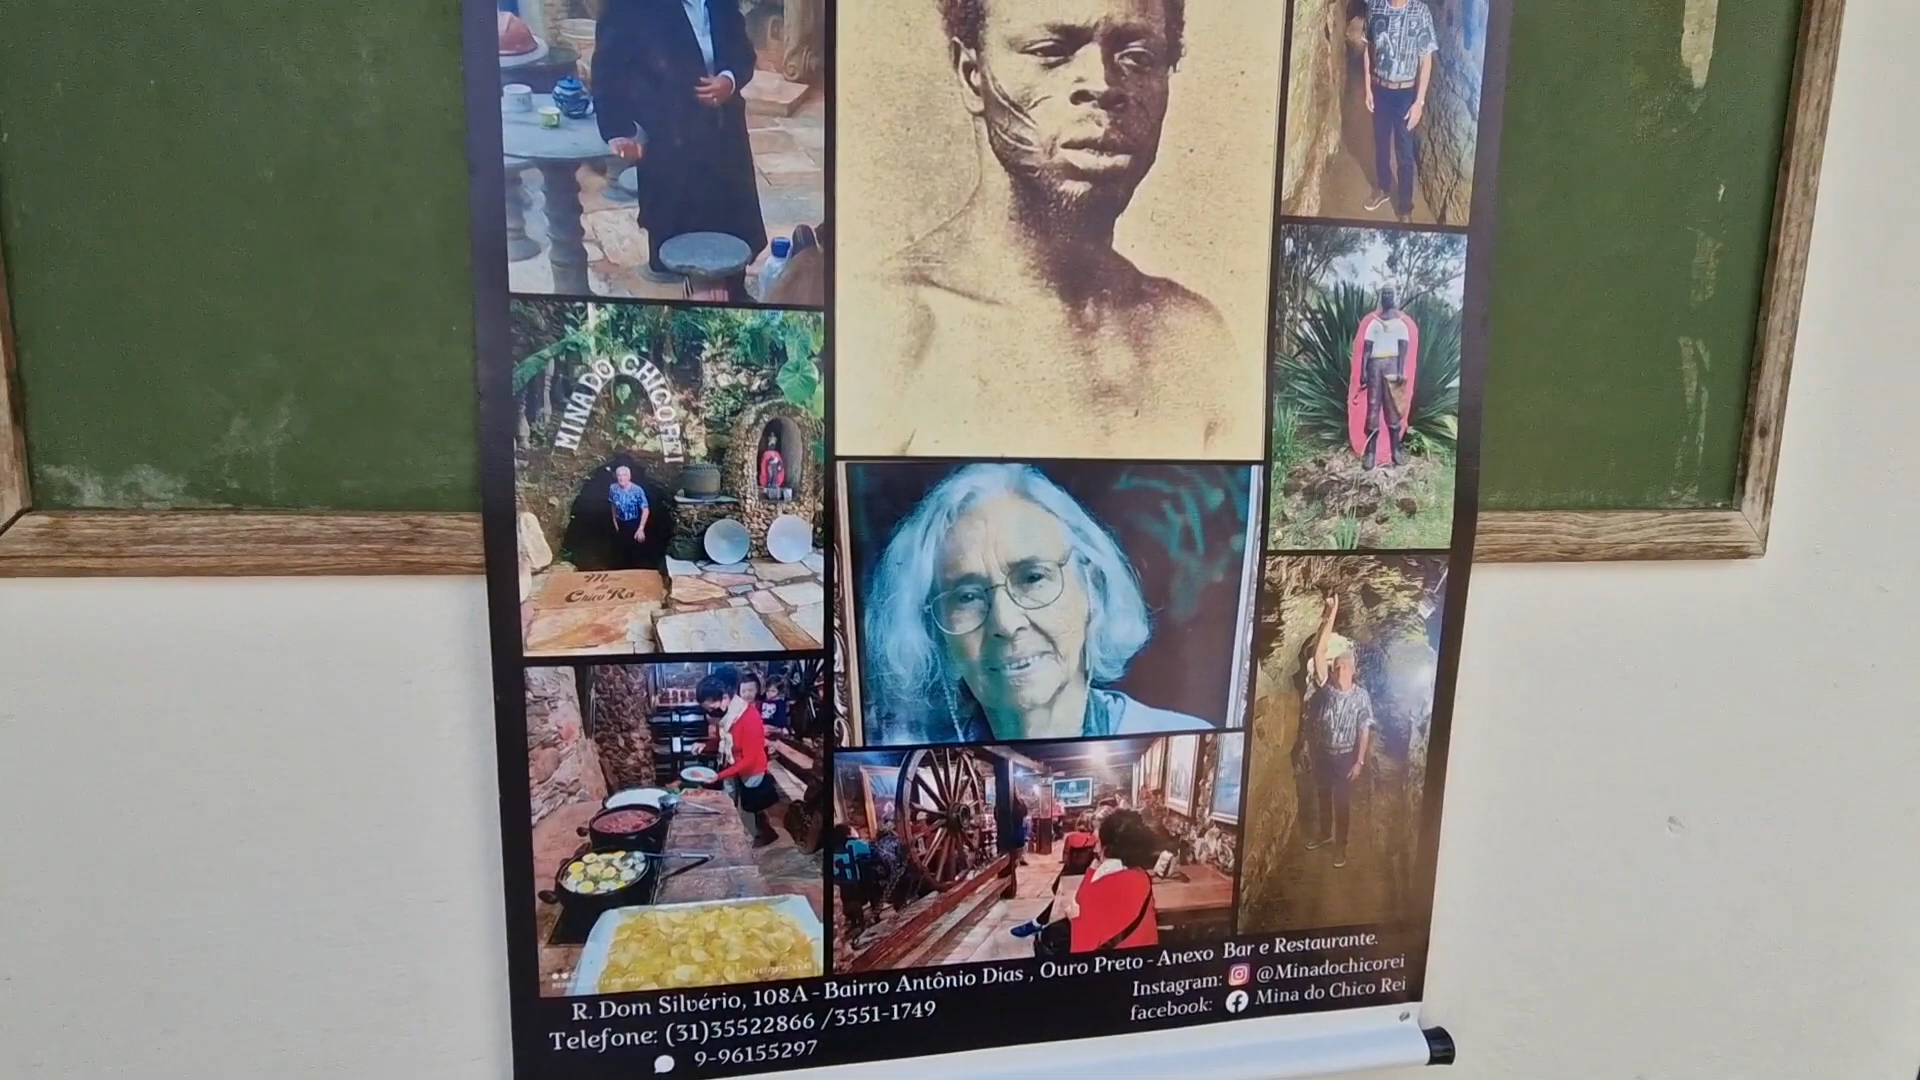 MINA DO CHICO REI
Mina
Chico Rei
R. Dom Silvério, 108A - Bairro Antônio Dias , Ouro Preto - Anexo Bar e Restaurante.
Telefone: (31)35522866 /3551-1749
9-96155297
Instagram: @Minadochicorei
facebook: Mina do Chico Rei